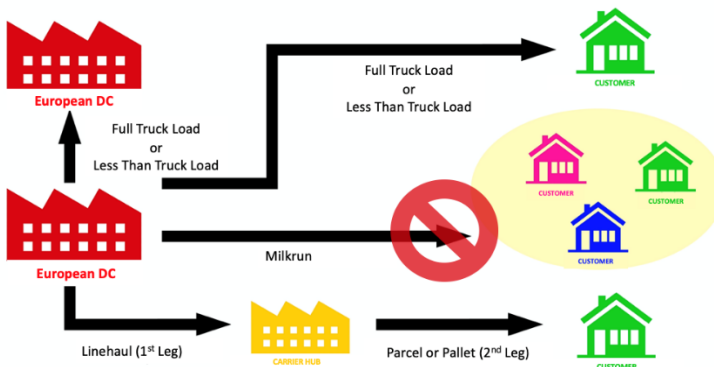 European DC
Full Truck Load
or
Less Than Truck Load
Full Truck Load
or
Less Than Truck Load
CUSTOMER
CUSTOMER
CUSTOMER
CUSTOMER
European DC
Milkrun
Linehaul (1st Leg)
CARRIER HUB
Parcel or Pallet (2nd Leg)
CUSTOMER